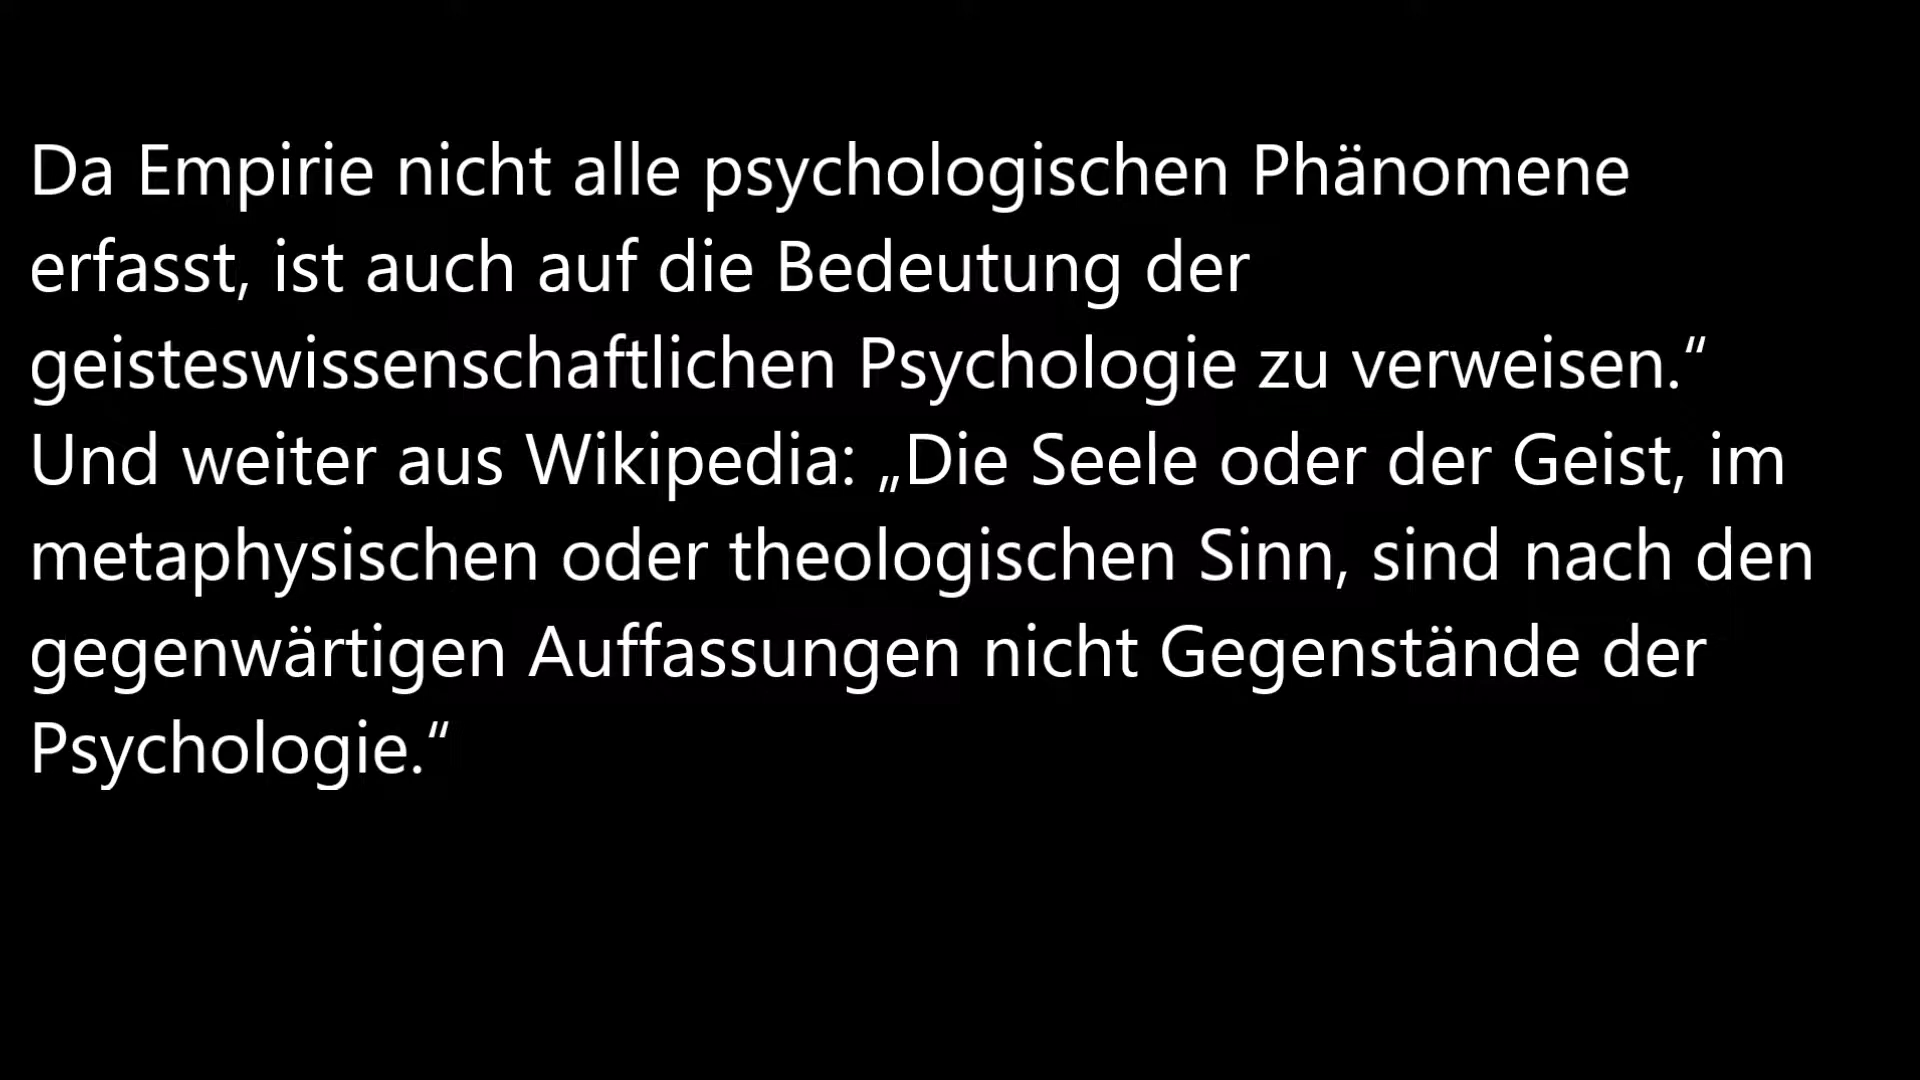 Da Empirie nicht alle psychologischen Phänomene
erfasst, ist auch auf die Bedeutung der
geisteswissenschaftlichen Psychologie zu verweisen.“
Und weiter aus Wikipedia: „Die Seele oder der Geist, im
metaphysischen oder theologischen Sinn, sind nach den
gegenwärtigen Auffassungen nicht Gegenstände der
Psychologie.“